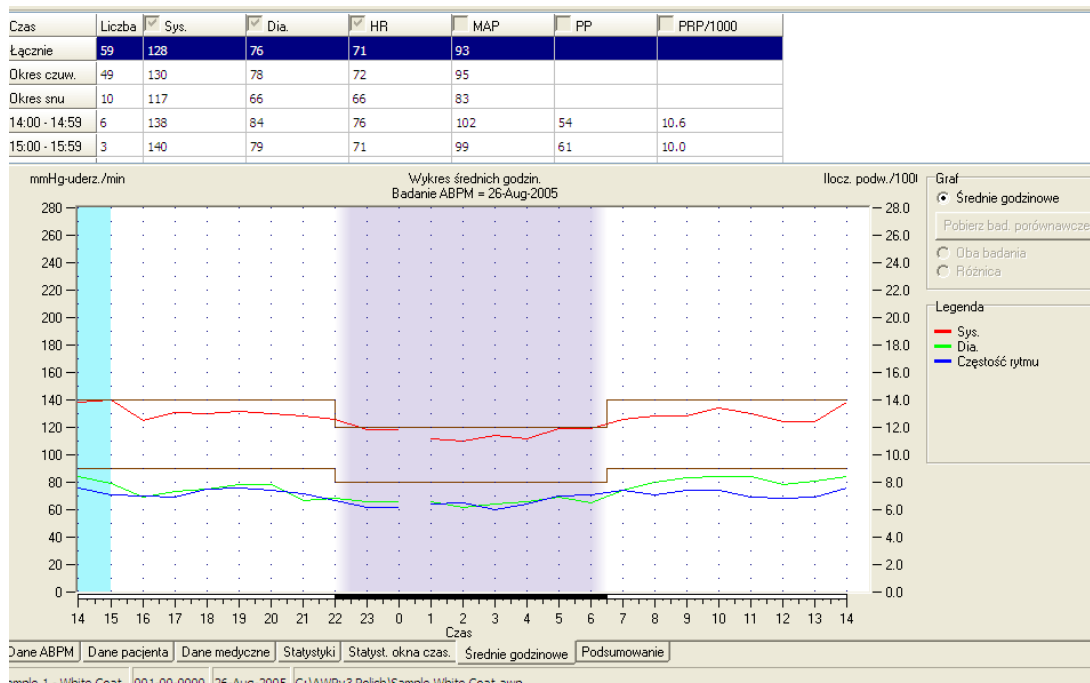 Czas Liczba Sys. Dia. HR MAP PP PRP/1000
Łącznie 59 128 76 71 93
Okres czuw. 49 130 78 72 95
Okres snu 10 117 66 66 83
14:00 - 14:59 6 138 84 76 102 54 10.6
15:00 - 15:59 3 140 79 71 99 61 10.0
mmHg-uderz./min Wykres średnich godzin. Ilocz. podw./100
Badanie ABPM = 26-Aug-2005
280 28.0
260 26.0
240 24.0
220 22.0
200 20.0
180 18.0
160 16.0
140 14.0
120 12.0
100 10.0
80 8.0
60 6.0
40 4.0
20 2.0
0 0.0
14 15 16 17 18 19 20 21 22 23 0 1 2 3 4 5 6 7 8 9 10 11 12 13 14
Czas
Graf
Średnie godzinowe
Pobierz bad. porównawcze
Oba badania
Różnica
Legenda
Sys.
Dia.
Częstość rytmu
Dane ABPM Dane pacjenta Dane medyczne Statystyki Statyst. okna czas. Średnie godzinowe Podsumowanie
1 - White Coat 001-00-0000 26-Aug-2005